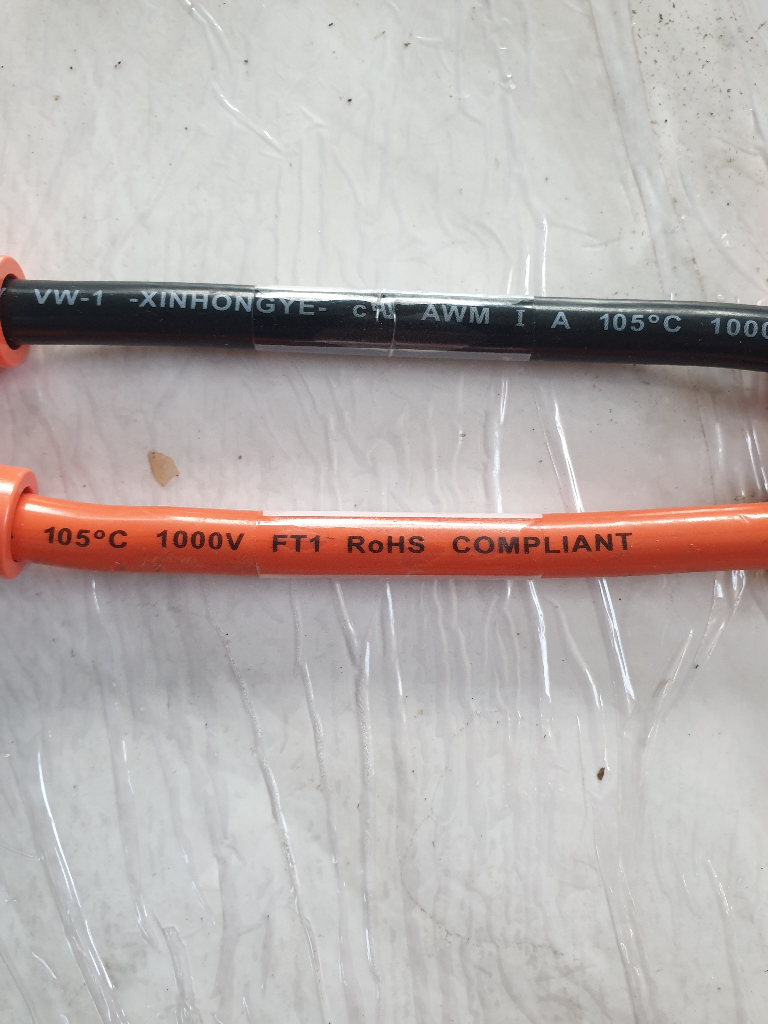 VW-1 -XINHONGYE- AWM I A 105°C 1000
105°C 1000V FT1 RoHS COMPLIANT